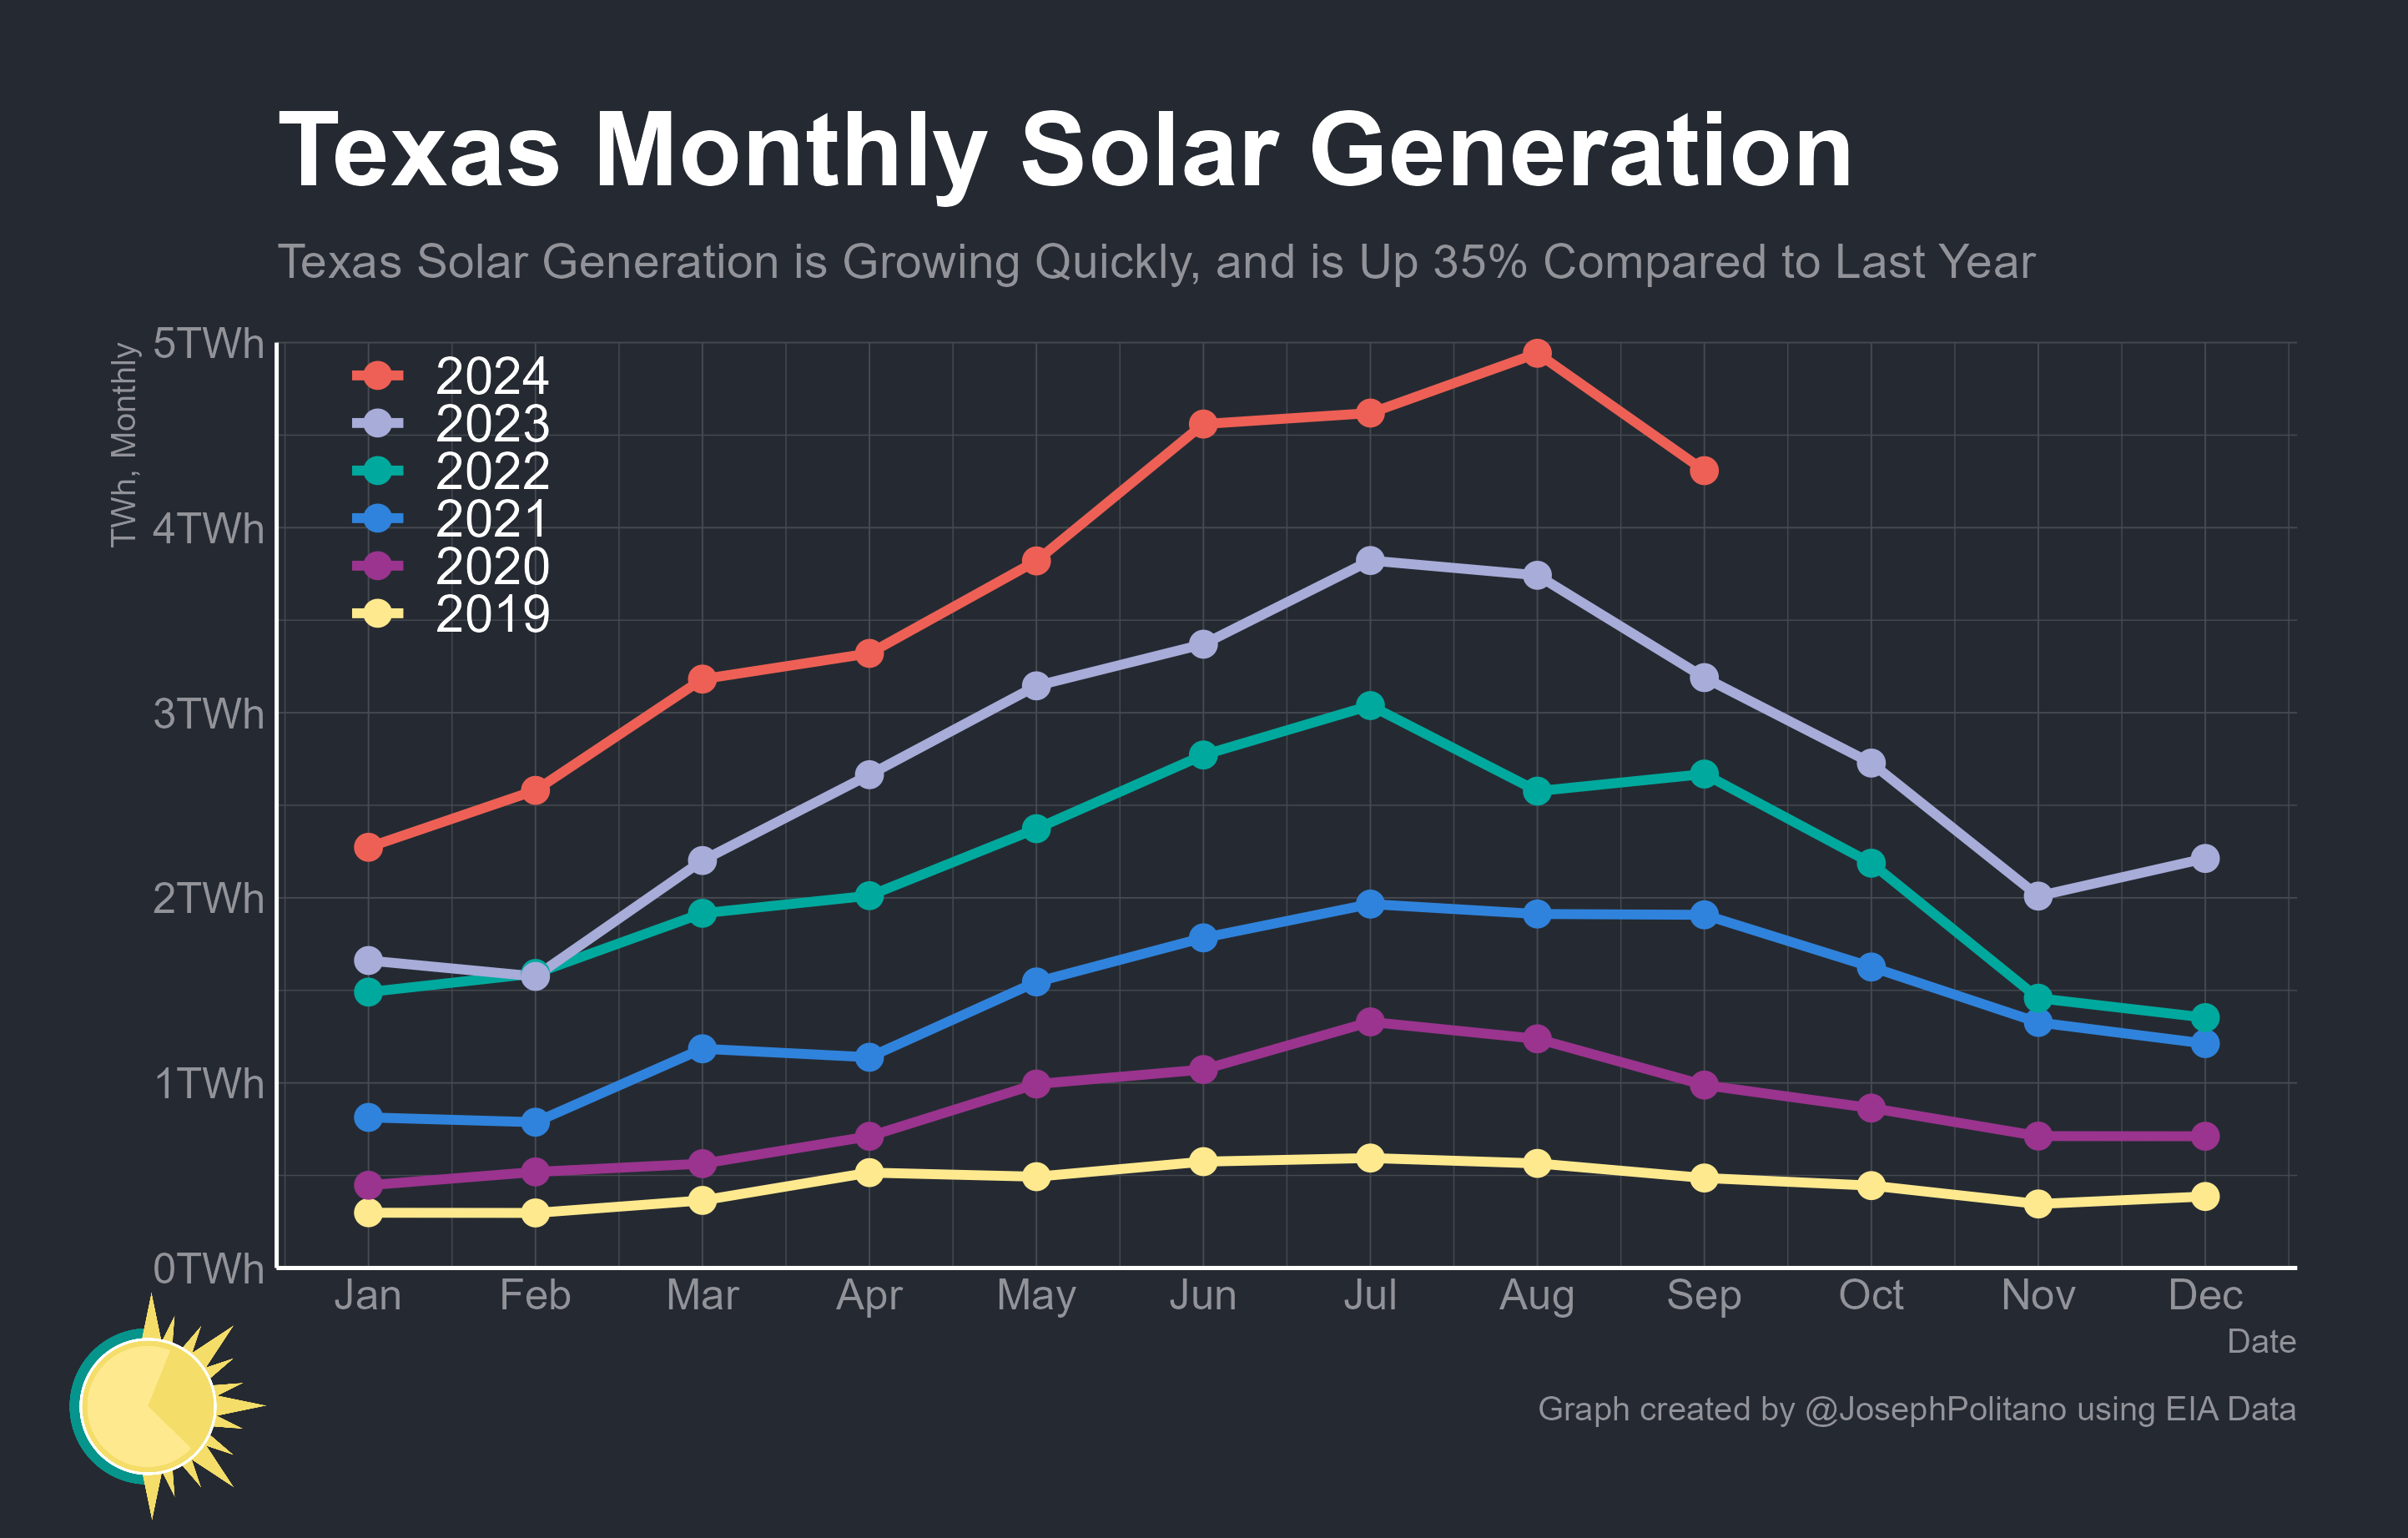 Texas Monthly Solar Generation
Texas Solar Generation is Growing Quickly, and is Up 35% Compared to Last Year
TWh, Monthly
5TWh
4TWh
3TWh
2TWh
1TWh
0TWh
2024
2023
2022
2021
2020
2019
Jan Feb Mar Apr May Jun Jul Aug Sep Oct Nov Dec
Date
Graph created by @JosephPolitano using EIA Data